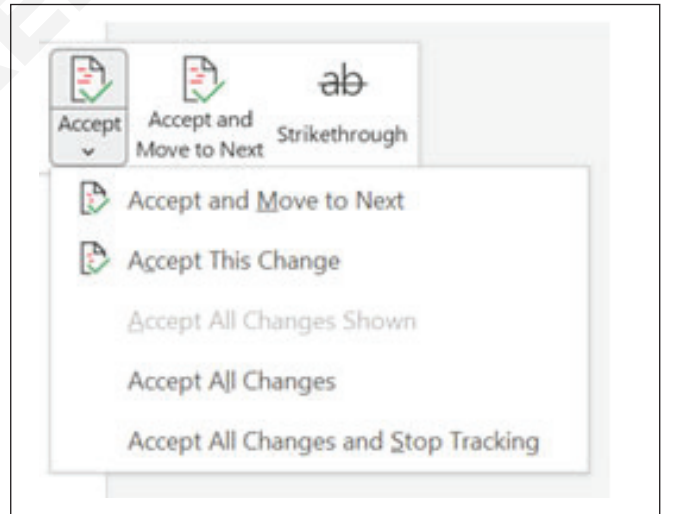 ab
Accept
Accept and
Move to Next
Strikethrough
Accept and Move to Next
Accept This Change
Accept All Changes Shown
Accept All Changes
Accept All Changes and Stop Tracking